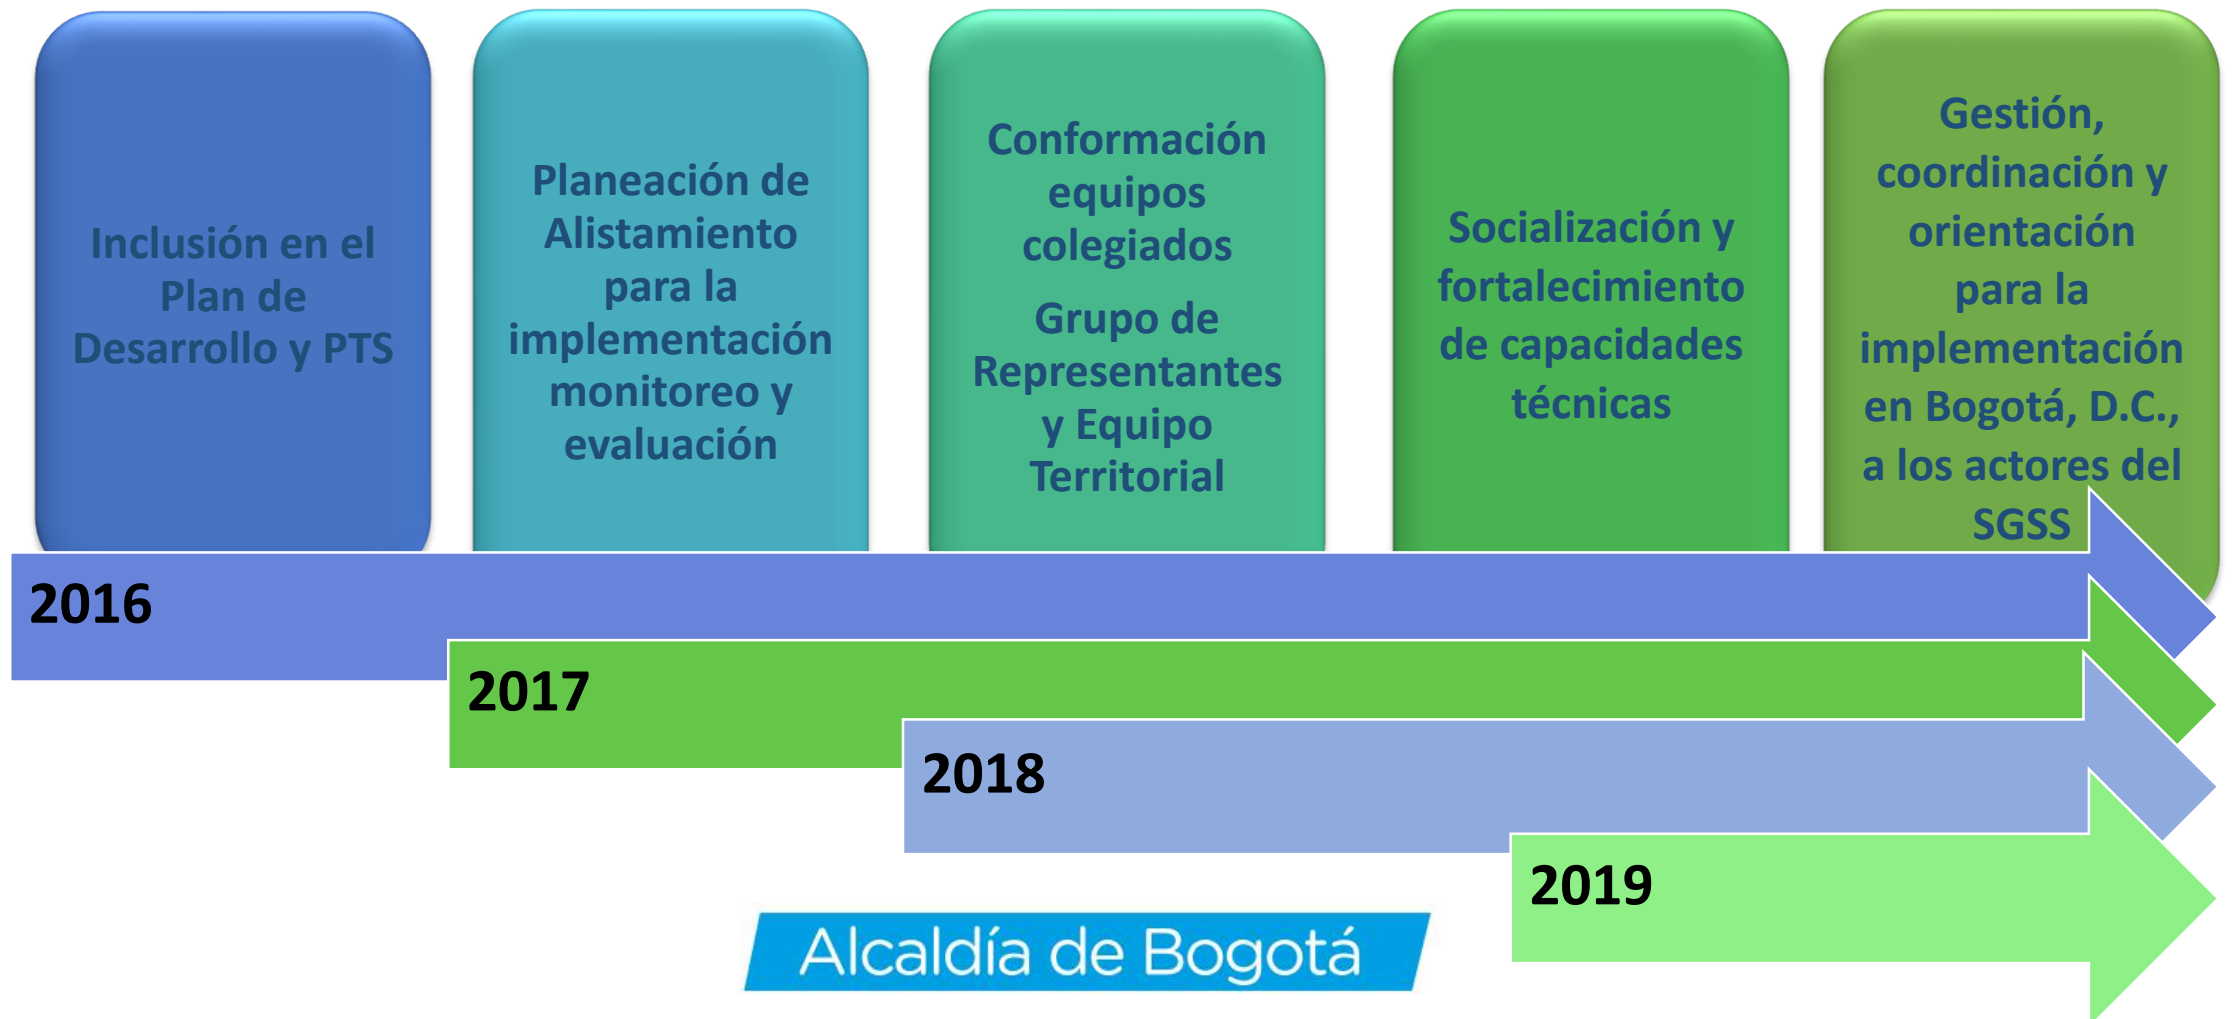 Inclusión en el
Plan de
Desarrollo y PTS
Planeación de
Alistamiento
para la
implementación
monitoreo y
evaluación
Conformación
equipos
colegiados
Grupo de
Representantes
y Equipo
Territorial
Socialización y
fortalecimiento
de capacidades
técnicas
Gestión,
coordinación y
orientación
para la
implementación
en Bogotá, D.C.,
a los actores del
SGSS
2016
2017
2018
2019
Alcaldía de Bogotá